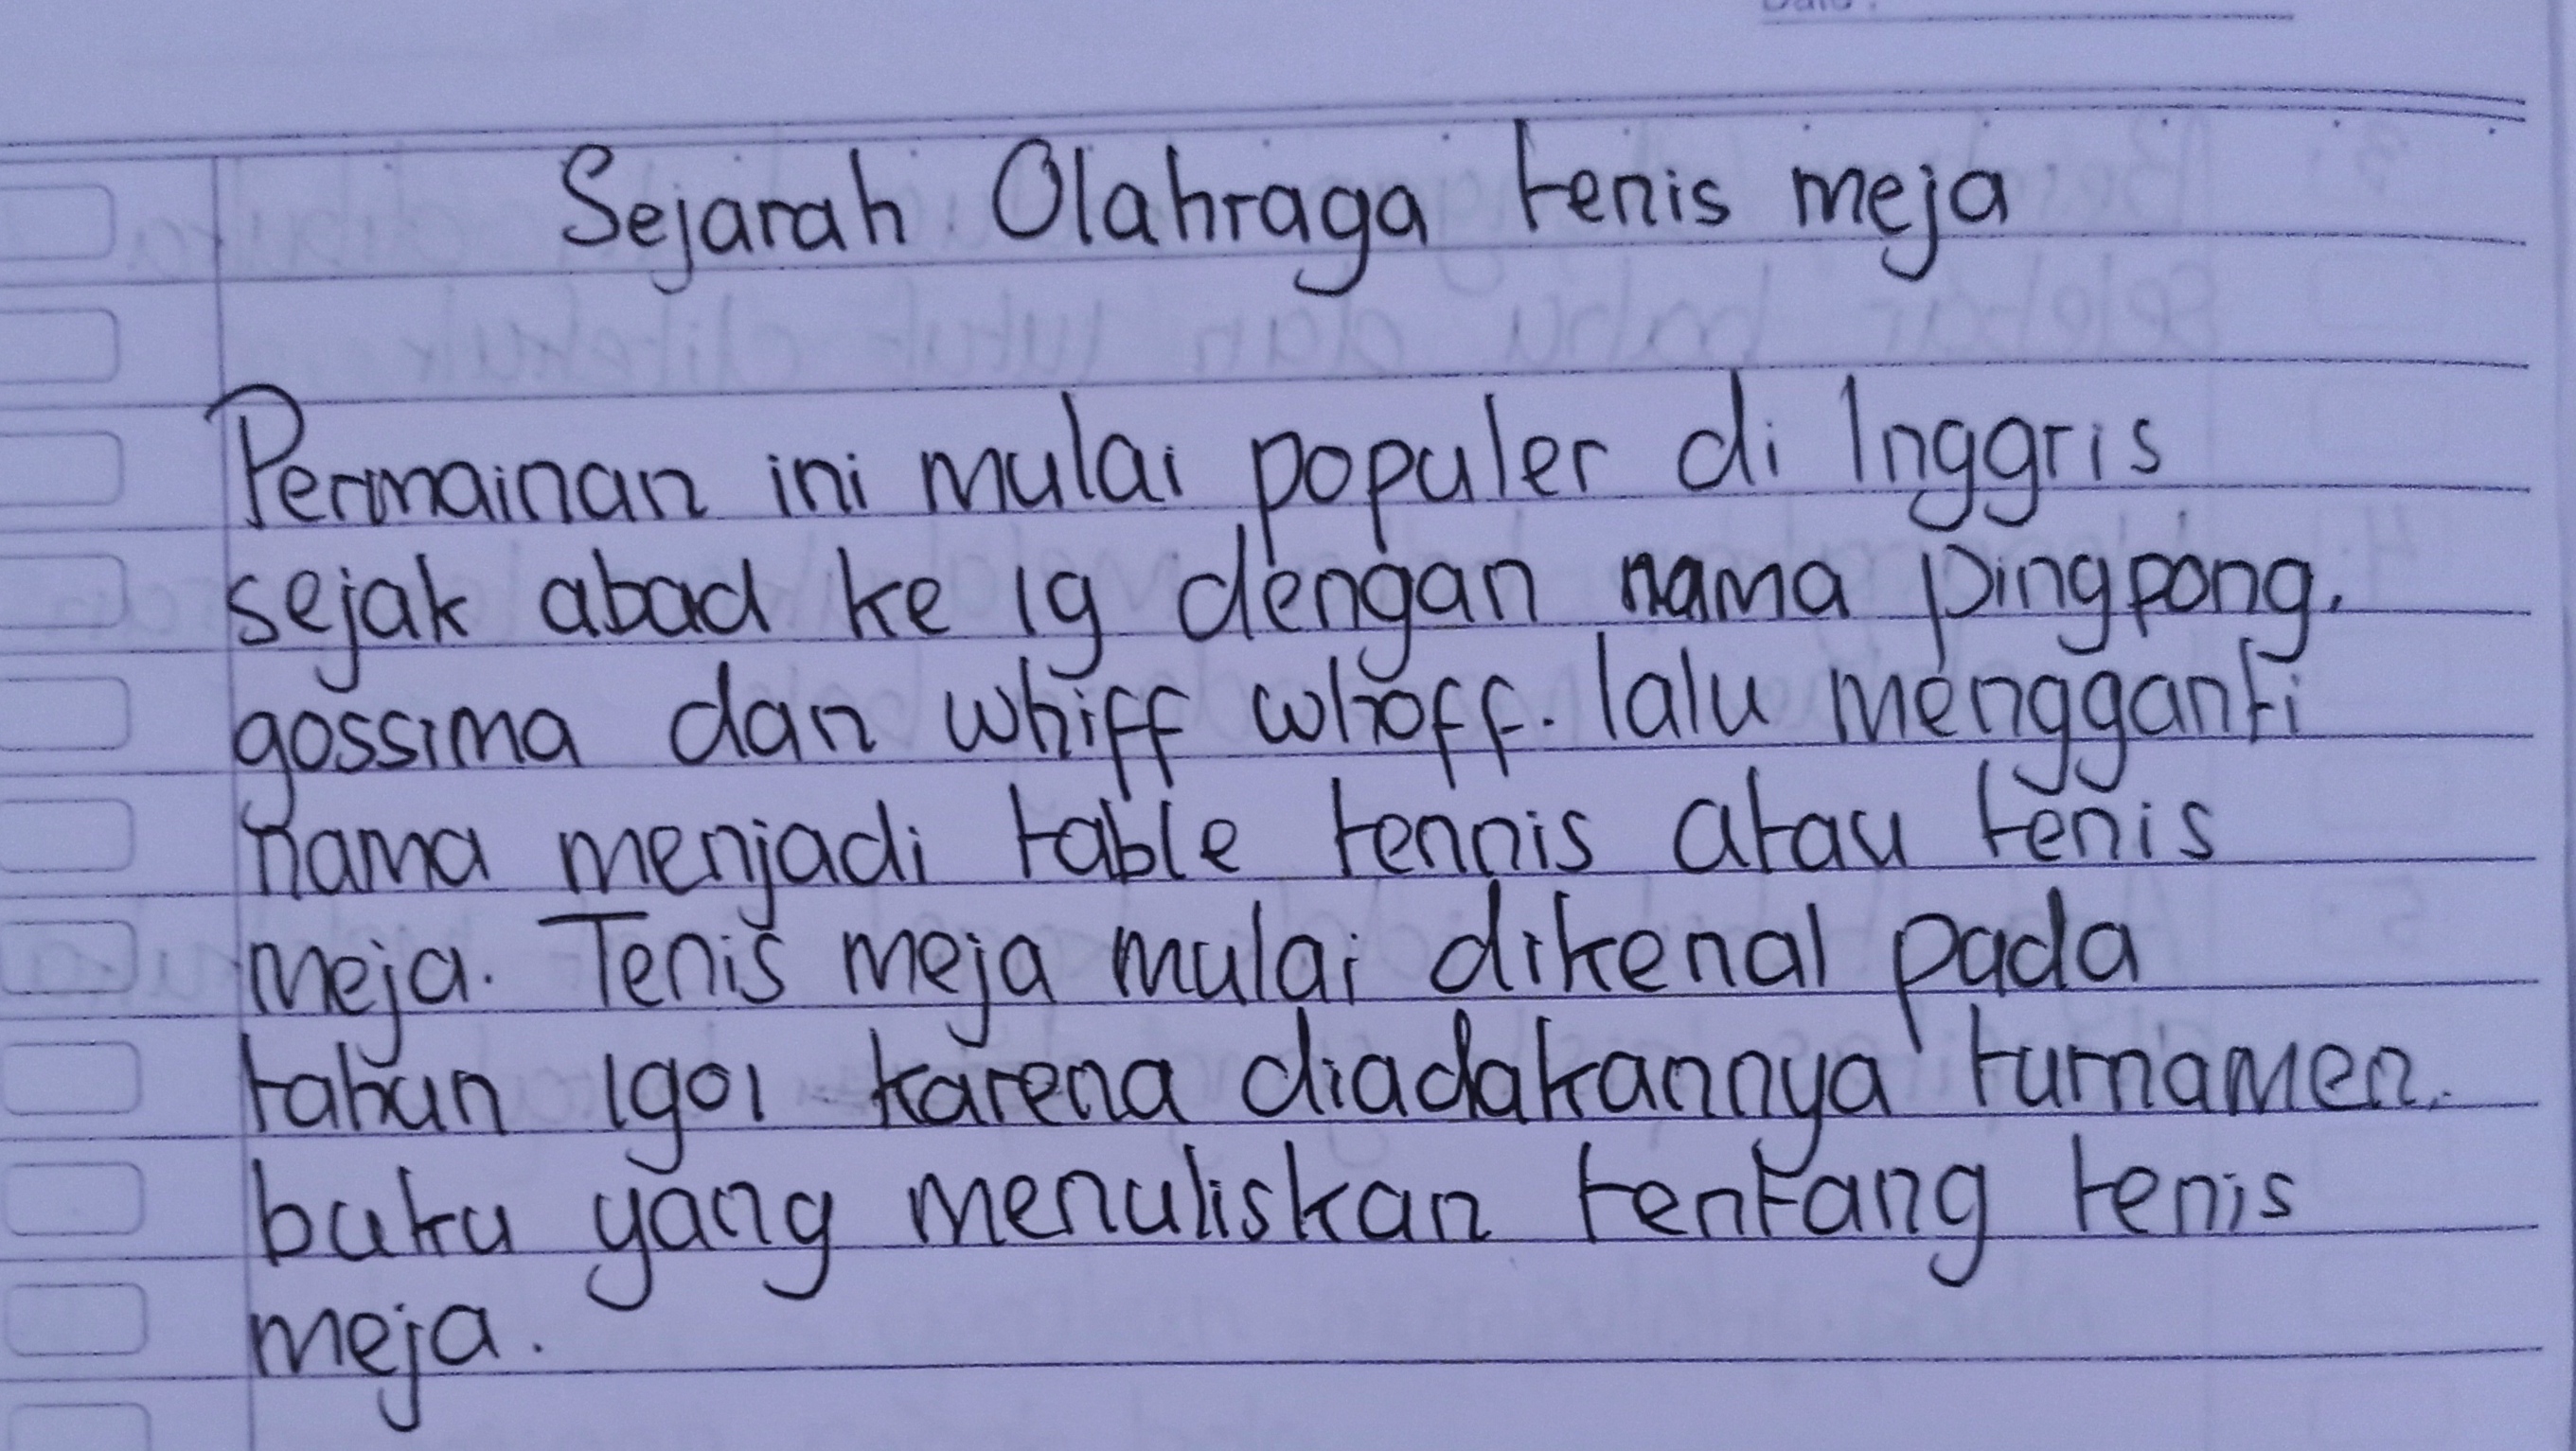 Sejarah Olahraga tenis meja
Permainan ini mulai populer di Inggris
sejak abad ke 19 dengan nama pingpong,
gossima dan whiff whoff. lalu mengganti
nama menjadi table tennis atau tenis
meja. Tenis meja mulai dikenal pada
tahun 1901 karena diadakannya turnamen.
buku yang menuliskan tentang tenis
meja.